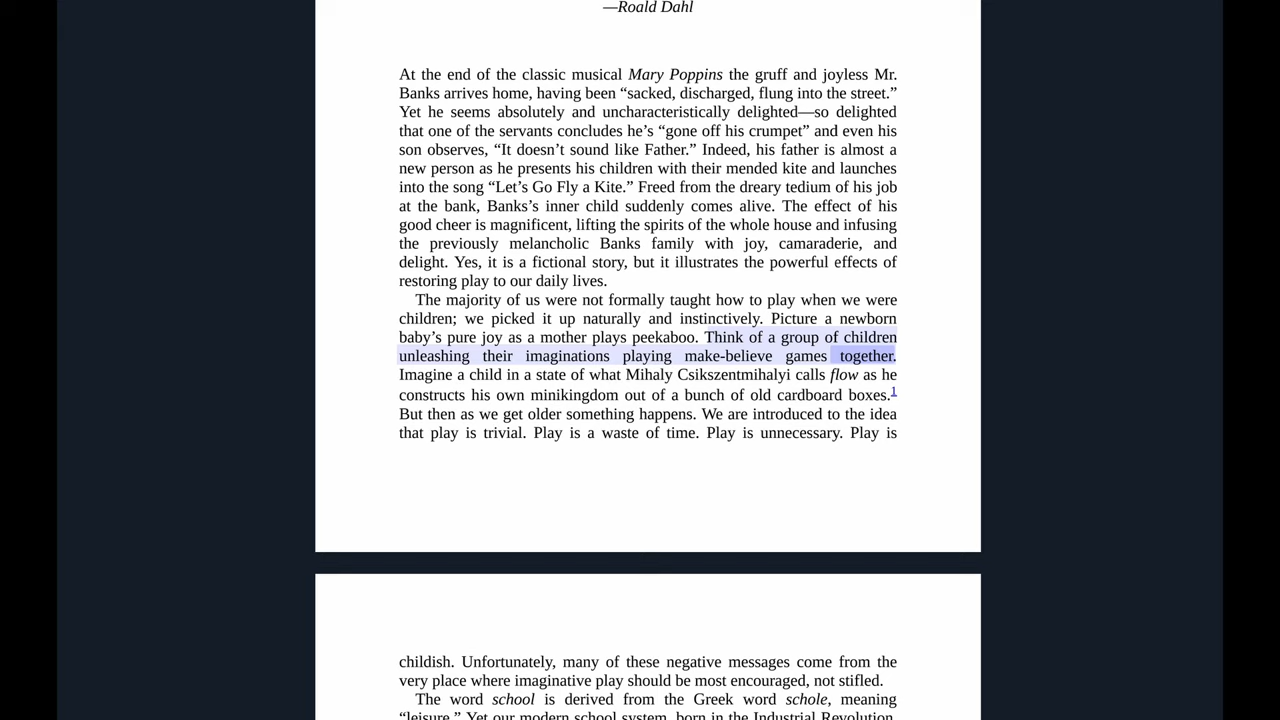 —Roald Dahl
At the end of the classic musical Mary Poppins the gruff and joyless Mr.
Banks arrives home, having been “sacked, discharged, flung into the street.”
Yet he seems absolutely and uncharacteristically delighted—so delighted
that one of the servants concludes he’s “gone off his crumpet” and even his
son observes, “It doesn’t sound like Father.” Indeed, his father is almost a
new person as he presents his children with their mended kite and launches
into the song “Let’s Go Fly a Kite.” Freed from the dreary tedium of his job
at the bank, Banks’s inner child suddenly comes alive. The effect of his
good cheer is magnificent, lifting the spirits of the whole house and infusing
the previously melancholic Banks family with joy, camaraderie, and
delight. Yes, it is a fictional story, but it illustrates the powerful effects of
restoring play to our daily lives.
The majority of us were not formally taught how to play when we were
children; we picked it up naturally and instinctively. Picture a newborn
baby’s pure joy as a mother plays peekaboo. Think of a group of children
unleashing their imaginations playing make-believe games together.
Imagine a child in a state of what Mihaly Csikszentmihalyi calls flow as he
constructs his own minikingdom out of a bunch of old cardboard boxes.1
But then as we get older something happens. We are introduced to the idea
that play is trivial. Play is a waste of time. Play is unnecessary. Play is
childish. Unfortunately, many of these negative messages come from the
very place where imaginative play should be most encouraged, not stifled.
The word school is derived from the Greek word schole, meaning
“leisure.” Yet our modern school system, born in the Industrial Revolution,